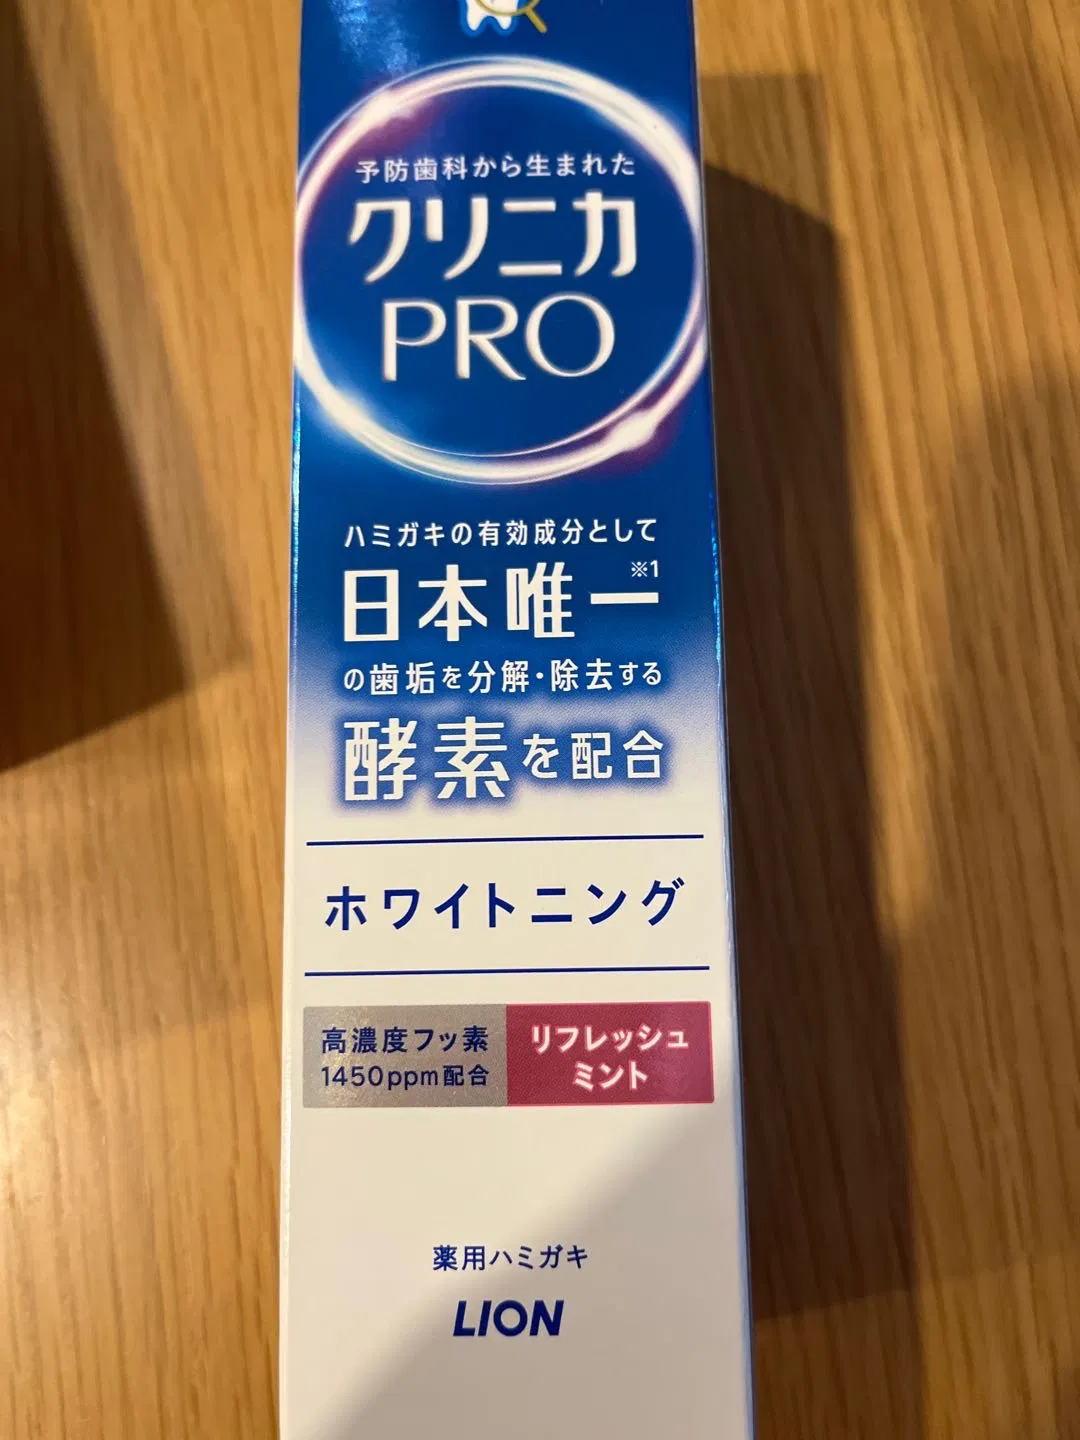 予防歯科から生まれた
クリニカ
PRO
ハミガキの有効成分として
日本唯一※1
の歯垢を分解・除去する
酵素を配合
ホワイトニング
高濃度フッ素
1450ppm配合
リフレッシュ
ミント
薬用ハミガキ
LION